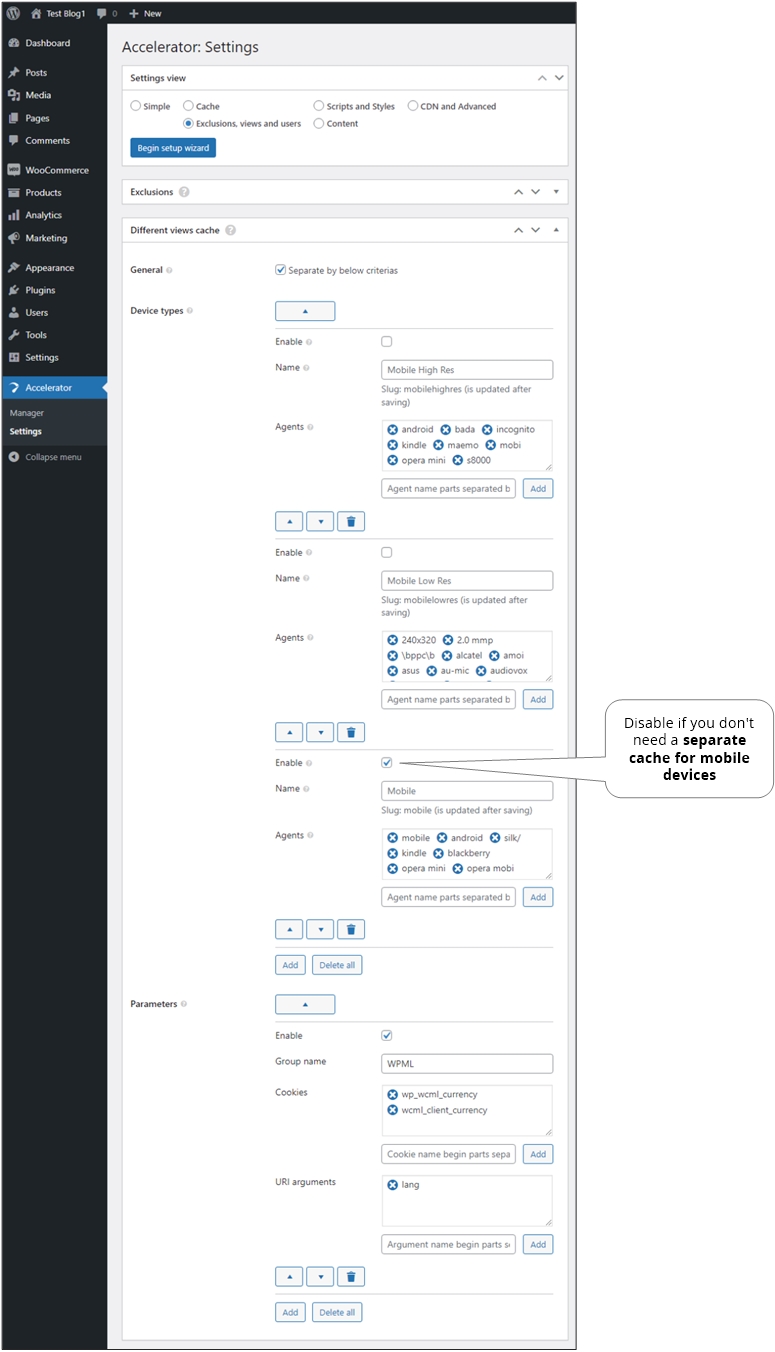 Test Blog1 0 New
Dashboard
Posts
Media
Pages
Comments
WooCommerce
Products
Analytics
Marketing
Appearance
Plugins
Users
Tools
Settings
Accelerator
Manager
Settings
Collapse menu
Accelerator: Settings
Settings view
Simple Cache Scripts and Styles CDN and Advanced
Exclusions, views and users Content
Begin setup wizard
Exclusions ?
Different views cache ?
General ? Separate by below criterias
Device types ?
Enable ?
Name ? Mobile High Res
Slug: mobilehighres (is updated after
saving)
Agents ? android bada incognito
kindle maemo mobi
opera mini s8000
Agent name parts separated b Add
Enable ?
Name ? Mobile Low Res
Slug: mobilelowres (is updated after
saving)
Agents ? 240x320 2.0 mmp
\bppc\b alcatel amoi
asus au-mic audiovox
Agent name parts separated b Add
Enable ?
Name ? Mobile
Slug: mobile (is updated after saving)
Agents ? mobile android silk/
kindle blackberry
opera mini opera mobi
Agent name parts separated b Add
Add Delete all
Parameters ?
Enable
Group name WPML
Cookies wp_wcml_currency
wcml_client_currency
Cookie name begin parts sepa Add
URI arguments lang
Argument name begin parts s Add
Add Delete all
Disable if you don't
need a separate
cache for mobile
devices